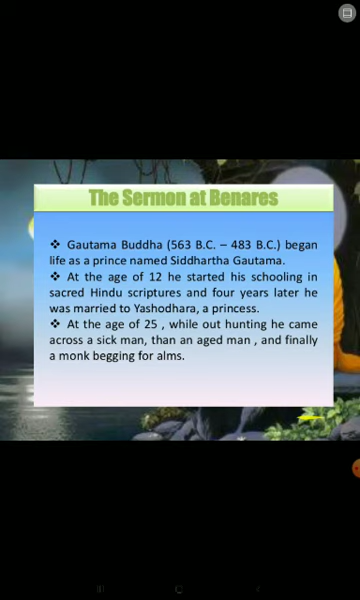 The Sermon at Benares
❖ Gautama Buddha (563 B.C. – 483 B.C.) began
life as a prince named Siddhartha Gautama.
❖ At the age of 12 he started his schooling in
sacred Hindu scriptures and four years later he
was married to Yashodhara, a princess.
❖ At the age of 25 , while out hunting he came
across a sick man, than an aged man , and finally
a monk begging for alms.